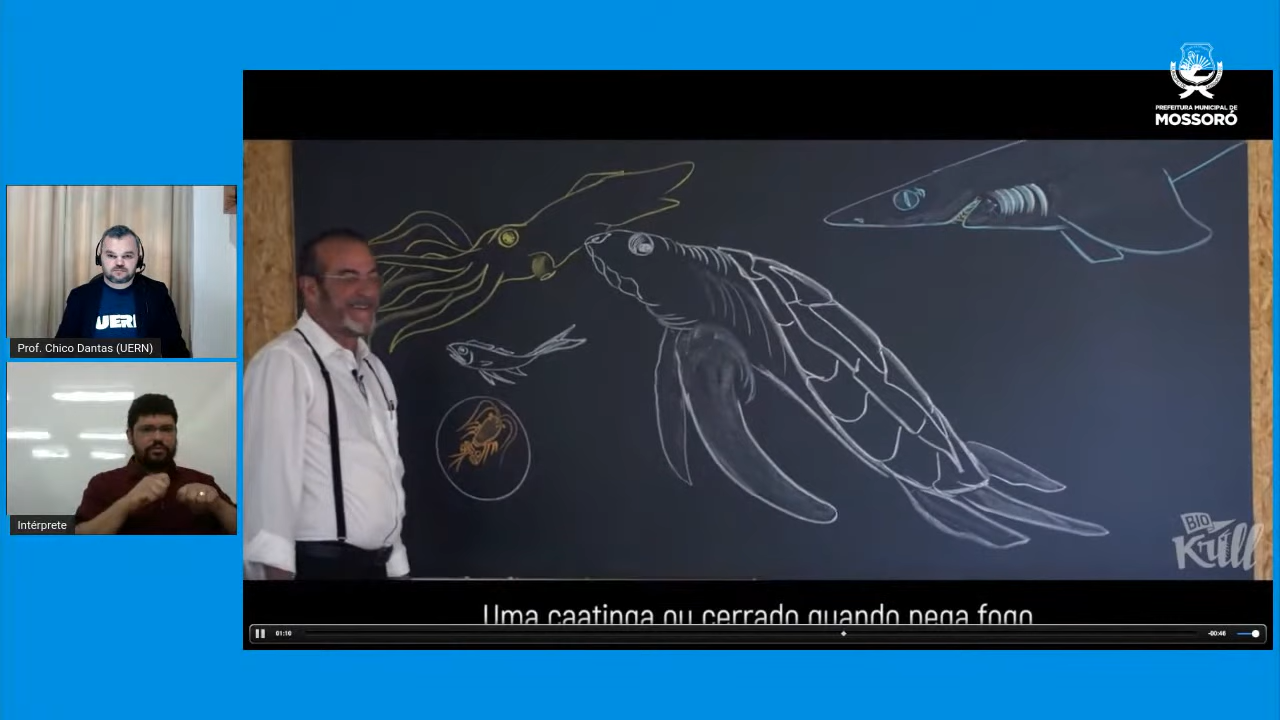 PREFEITURA MUNICIPAL DE
MOSSORÓ
UERN
Prof. Chico Dantas (UERN)
Intérprete
BIO
Krill
Uma caatinga ou cerrado quando pega fogo
01:10
-00:46